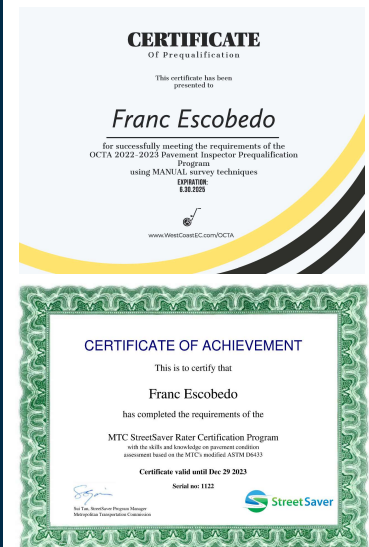 CERTIFICATE
Of Prequalification
This certificate has been
presented to
Franc Escobedo
for successfully meeting the requirements of the
OCTA 2022-2023 Pavement Inspector Prequalification
Program
using MANUAL survey techniques
EXPIRATION:
6.30.2025
www.WestCoastEC.com/OCTA
CERTIFICATE OF ACHIEVEMENT
This is to certify that
Franc Escobedo
has completed the requirements of the
MTC StreetSaver Rater Certification Program
with the skills and knowledge on pavement condition
assessment based on the MTC's modified ASTM D6433
Certificate valid until Dec 29 2023
Serial no: 1122
Sui Tan, StreetSaver Program Manager
Metropolitan Transportation Commission
StreetSaver